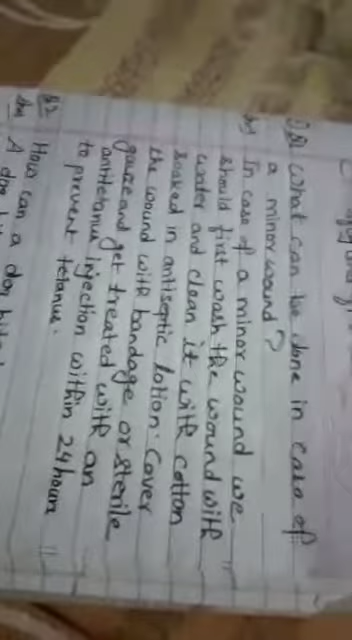 What can be done in case of
a minor wound?
In case of a minor wound we
should first wash the wound with
water and clean it with cotton
soaked in antiseptic lotion. Cover
the wound with bandage or sterile
gauze and get treated with an
antitetanus injection within 24 hours
to prevent tetanus.
How can a dog
Ans A dog